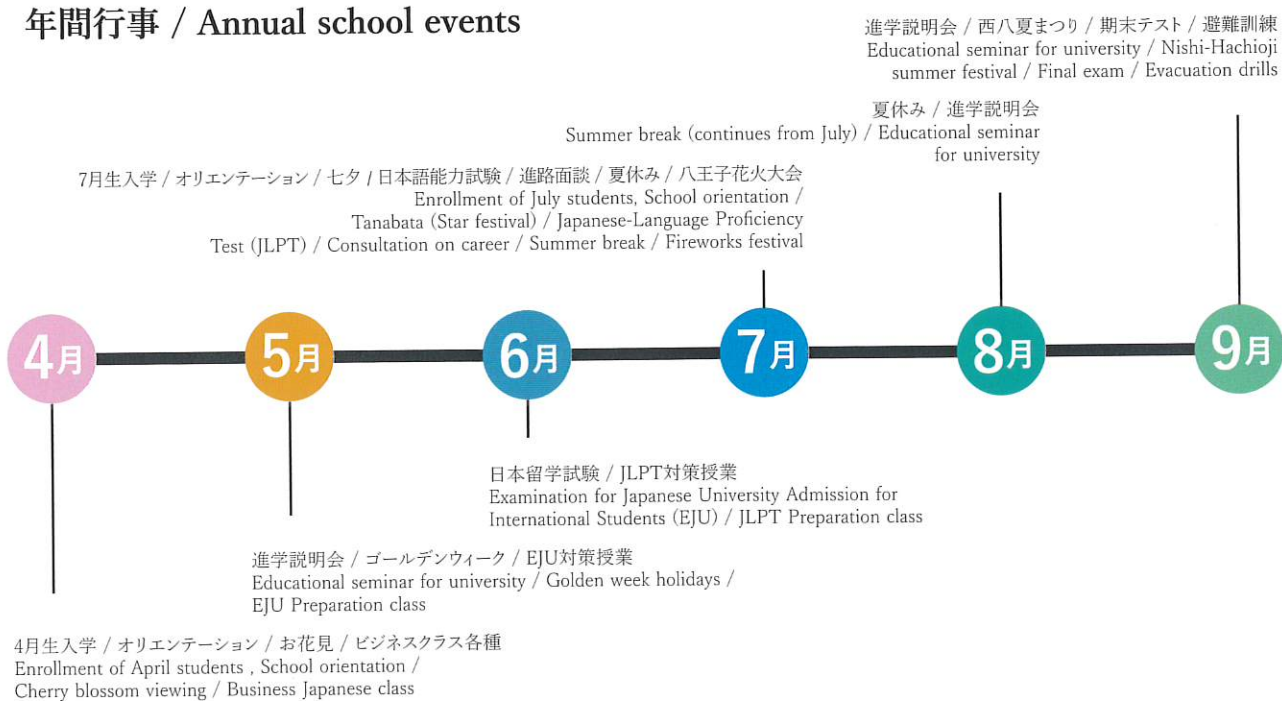 年間行事 / Annual school events
進学説明会 / 西八夏まつり / 期末テスト / 避難訓練
Educational seminar for university / Nishi-Hachioji
summer festival / Final exam / Evacuation drills
夏休み / 進学説明会
Summer break (continues from July) / Educational seminar
for university
7月生入学 / オリエンテーション / 七夕 / 日本語能力試験 / 進路面談 / 夏休み / 八王子花火大会
Enrollment of July students, School orientation /
Tanabata (Star festival) / Japanese-Language Proficiency
Test (JLPT) / Consultation on career / Summer break / Fireworks festival
4月
5月
6月
7月
8月
9月
日本留学試験 / JLPT対策授業
Examination for Japanese University Admission for
International Students (EJU) / JLPT Preparation class
進学説明会 / ゴールデンウィーク / EJU対策授業
Educational seminar for university / Golden week holidays /
EJU Preparation class
4月生入学 / オリエンテーション / お花見 / ビジネスクラス各種
Enrollment of April students , School orientation /
Cherry blossom viewing / Business Japanese class